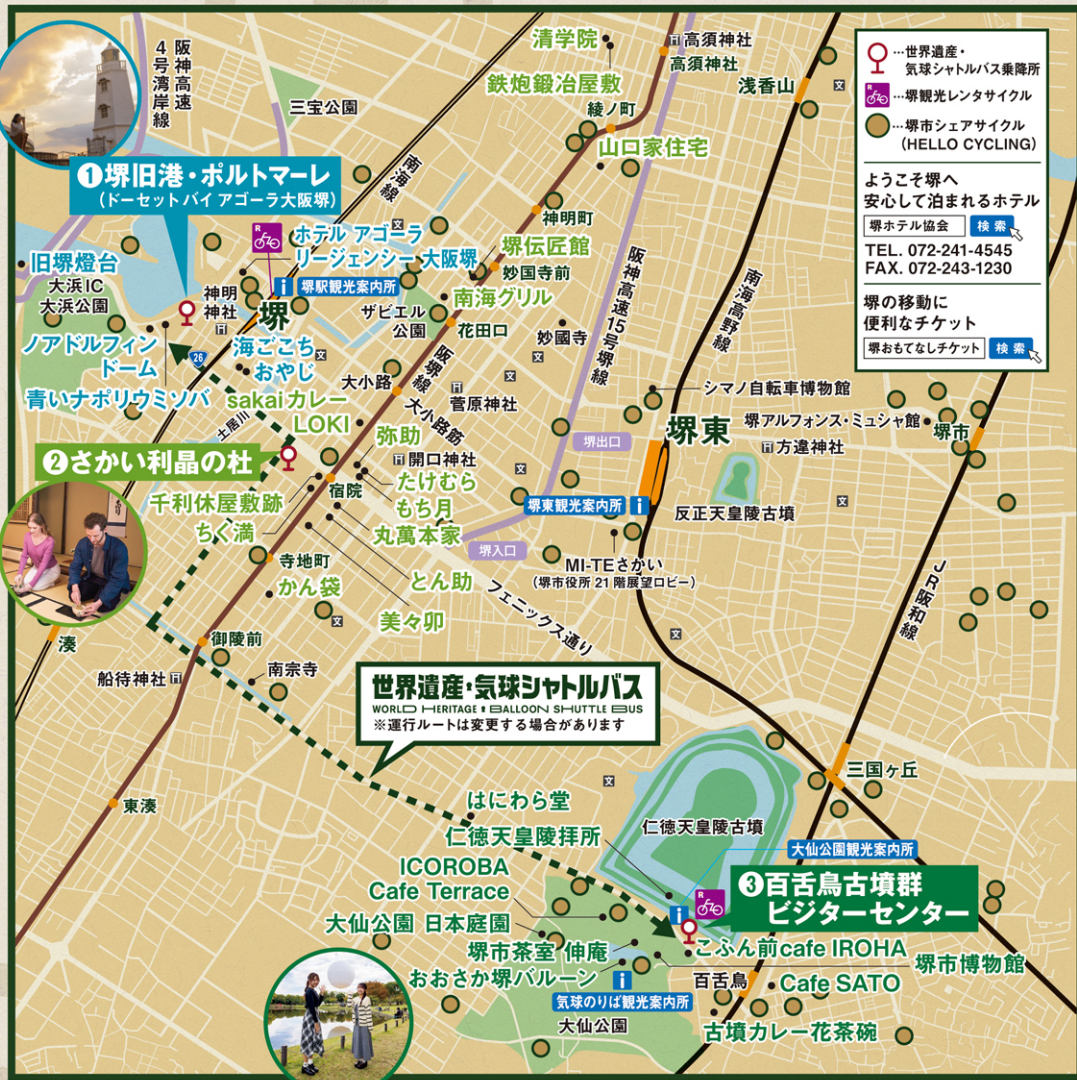 阪神高速
4号湾岸線
三宝公園
清学院
鉄炮鍛冶屋敷
高須神社
高須神社
浅香山
綾ノ町
山口家住宅
…世界遺産・
気球シャトルバス乗降所
R
…堺観光レンタサイクル
…堺市シェアサイクル
(HELLO CYCLING)
ようこそ堺へ
安心して泊まれるホテル
堺ホテル協会 検索
TEL. 072-241-4545
FAX. 072-243-1230
堺の移動に
便利なチケット
堺おもてなしチケット 検索
❶堺旧港・ポルトマーレ
(ドーセット バイ アゴーラ大阪堺)
南海線
神明町
R
ホテル アゴーラ
リージェンシー 大阪堺
堺伝匠館
妙国寺前
旧堺燈台
大浜IC
大浜公園
神明
神社
i 堺駅観光案内所
堺
ザビエル
公園
南海グリル
花田口
妙國寺
阪神高速15号堺線
南海高野線
ノアドルフィン
ドーム
26
海ごこち
おやじ
青いナポリウミソバ
大小路
阪堺線
大小路筋
菅原神社
シマノ自転車博物館
堺アルフォンス・ミュシャ館
堺市
sakaiカレー
LOKI
土居川
弥助
堺出口
堺東
方違神社
❷さかい利晶の杜
開口神社
宿院
たけむら
もち月
丸萬本家
千利休屋敷跡
ちく満
堺東観光案内所 i
反正天皇陵古墳
堺入口
MI-TEさかい
(堺市役所 21階展望ロビー)
寺地町
かん袋
とん助
美々卯
フェニックス通り
JR阪和線
湊
御陵前
船待神社
南宗寺
世界遺産・気球シャトルバス
WORLD HERITAGE BALLOON SHUTTLE BUS
※運行ルートは変更する場合があります
東湊
三国ヶ丘
はにわら堂
仁徳天皇陵拝所
仁徳天皇陵古墳
大仙公園観光案内所
ICOROBA
Cafe Terrace
R
i
❸百舌鳥古墳群
ビジターセンター
大仙公園 日本庭園
堺市茶室 伸庵
こふん前cafe IROHA
おおさか堺バルーン
堺市博物館
i
気球のりば観光案内所
百舌鳥
Cafe SATO
大仙公園
古墳カレー花茶碗
文
文
文
文
文
文
文
文
文
文
文